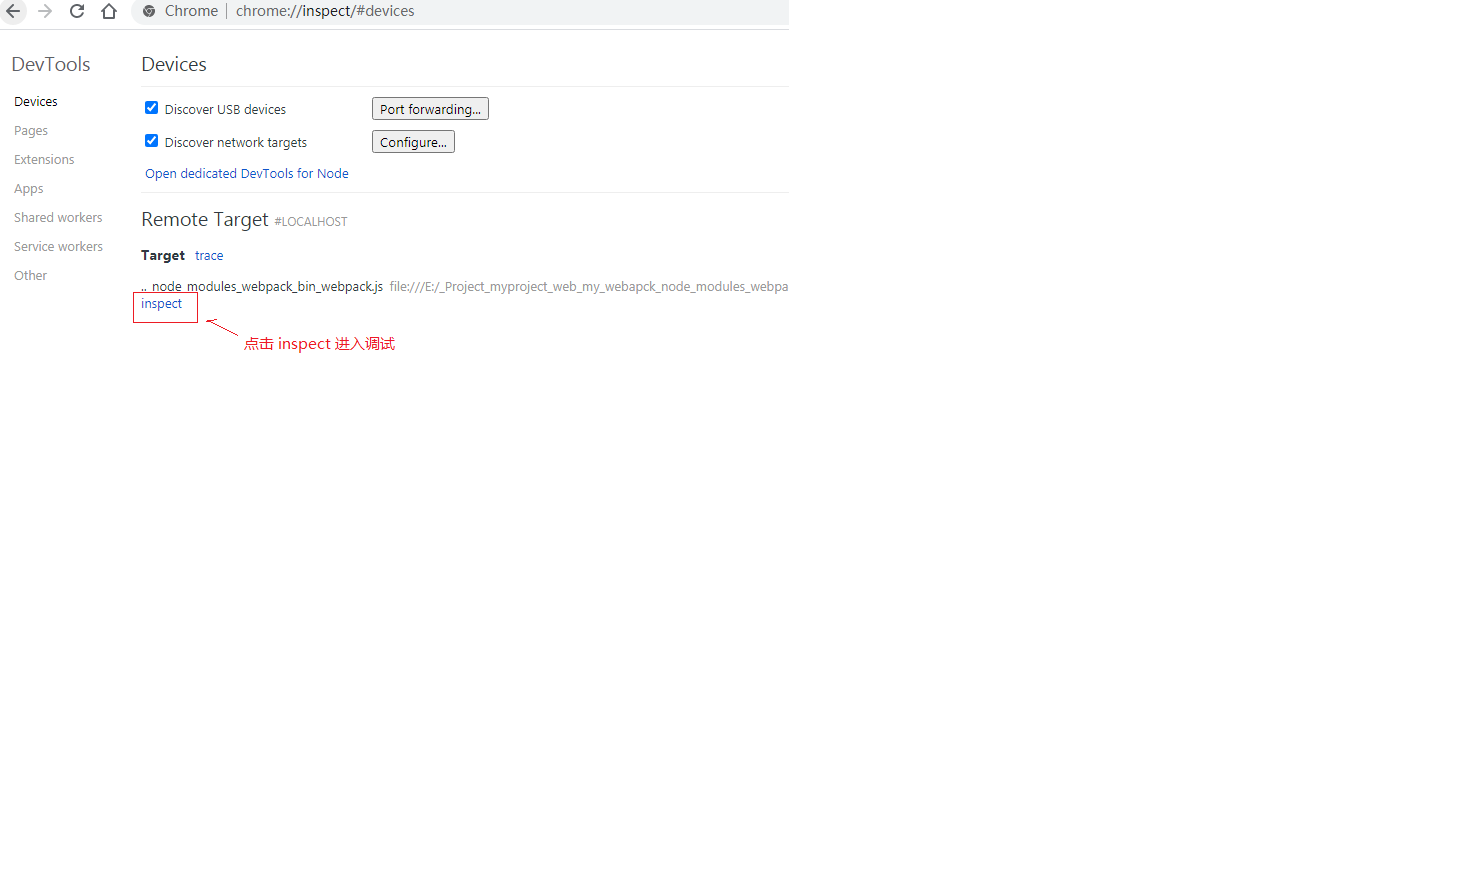 Chrome | chrome://inspect/#devices
DevTools
Devices
Pages
Extensions
Apps
Shared workers
Service workers
Other
Devices
Discover USB devices
Port forwarding...
Discover network targets
Configure...
Open dedicated DevTools for Node
Remote Target #LOCALHOST
Target trace
.._node_modules_webpack_bin_webpack.js file:///E:/_Project_myproject_web_my_webapck_node_modules_webpa
inspect
点击 inspect 进入调试